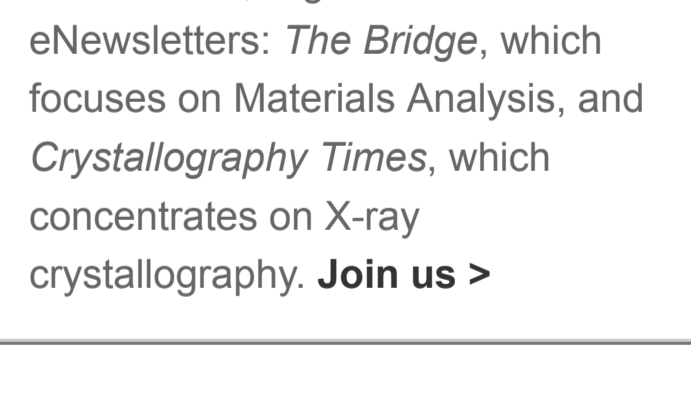 eNewsletters: The Bridge, which
focuses on Materials Analysis, and
Crystallography Times, which
concentrates on X-ray
crystallography. Join us >